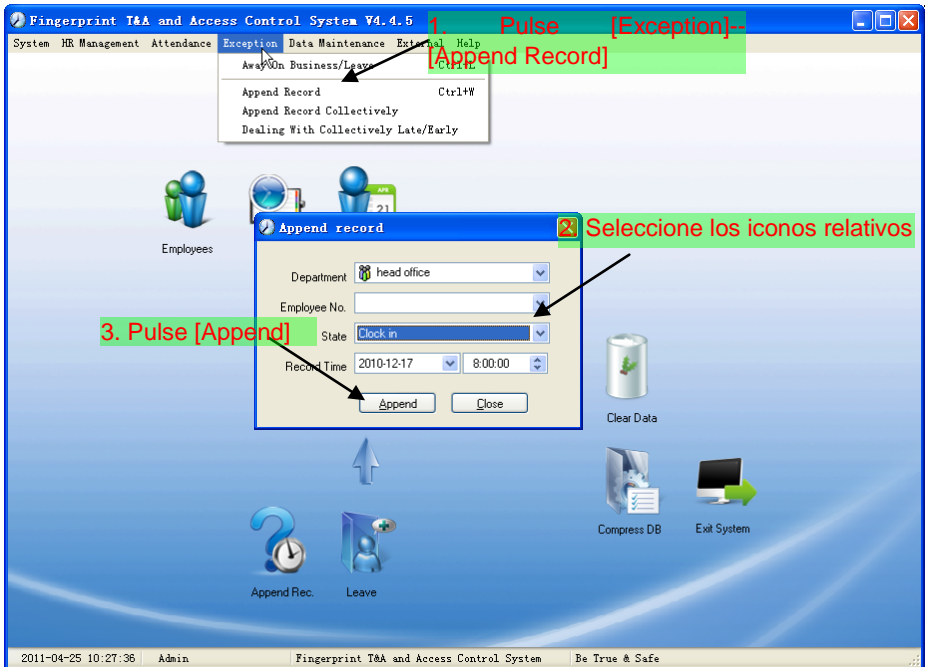 Fingerprint T&A and Access Control System V4.4.5
1. Pulse [Exception]--
[Append Record]
System HR Management Attendance Exception Data Maintenance External Help
Away On Business/Leave Ctrl+L
Append Record Ctrl+W
Append Record Collectively
Dealing With Collectively Late/Early
APR
21
Employees
Append record
2. Seleccione los iconos relativos
Department head office
Employee No.
3. Pulse [Append]
State Clock in
Record Time 2010-12-17 8:00:00
Append Close
Clear Data
Compress DB Exit System
Append Rec. Leave
2011-04-25 10:27:36 Admin Fingerprint T&A and Access Control System Be True & Safe